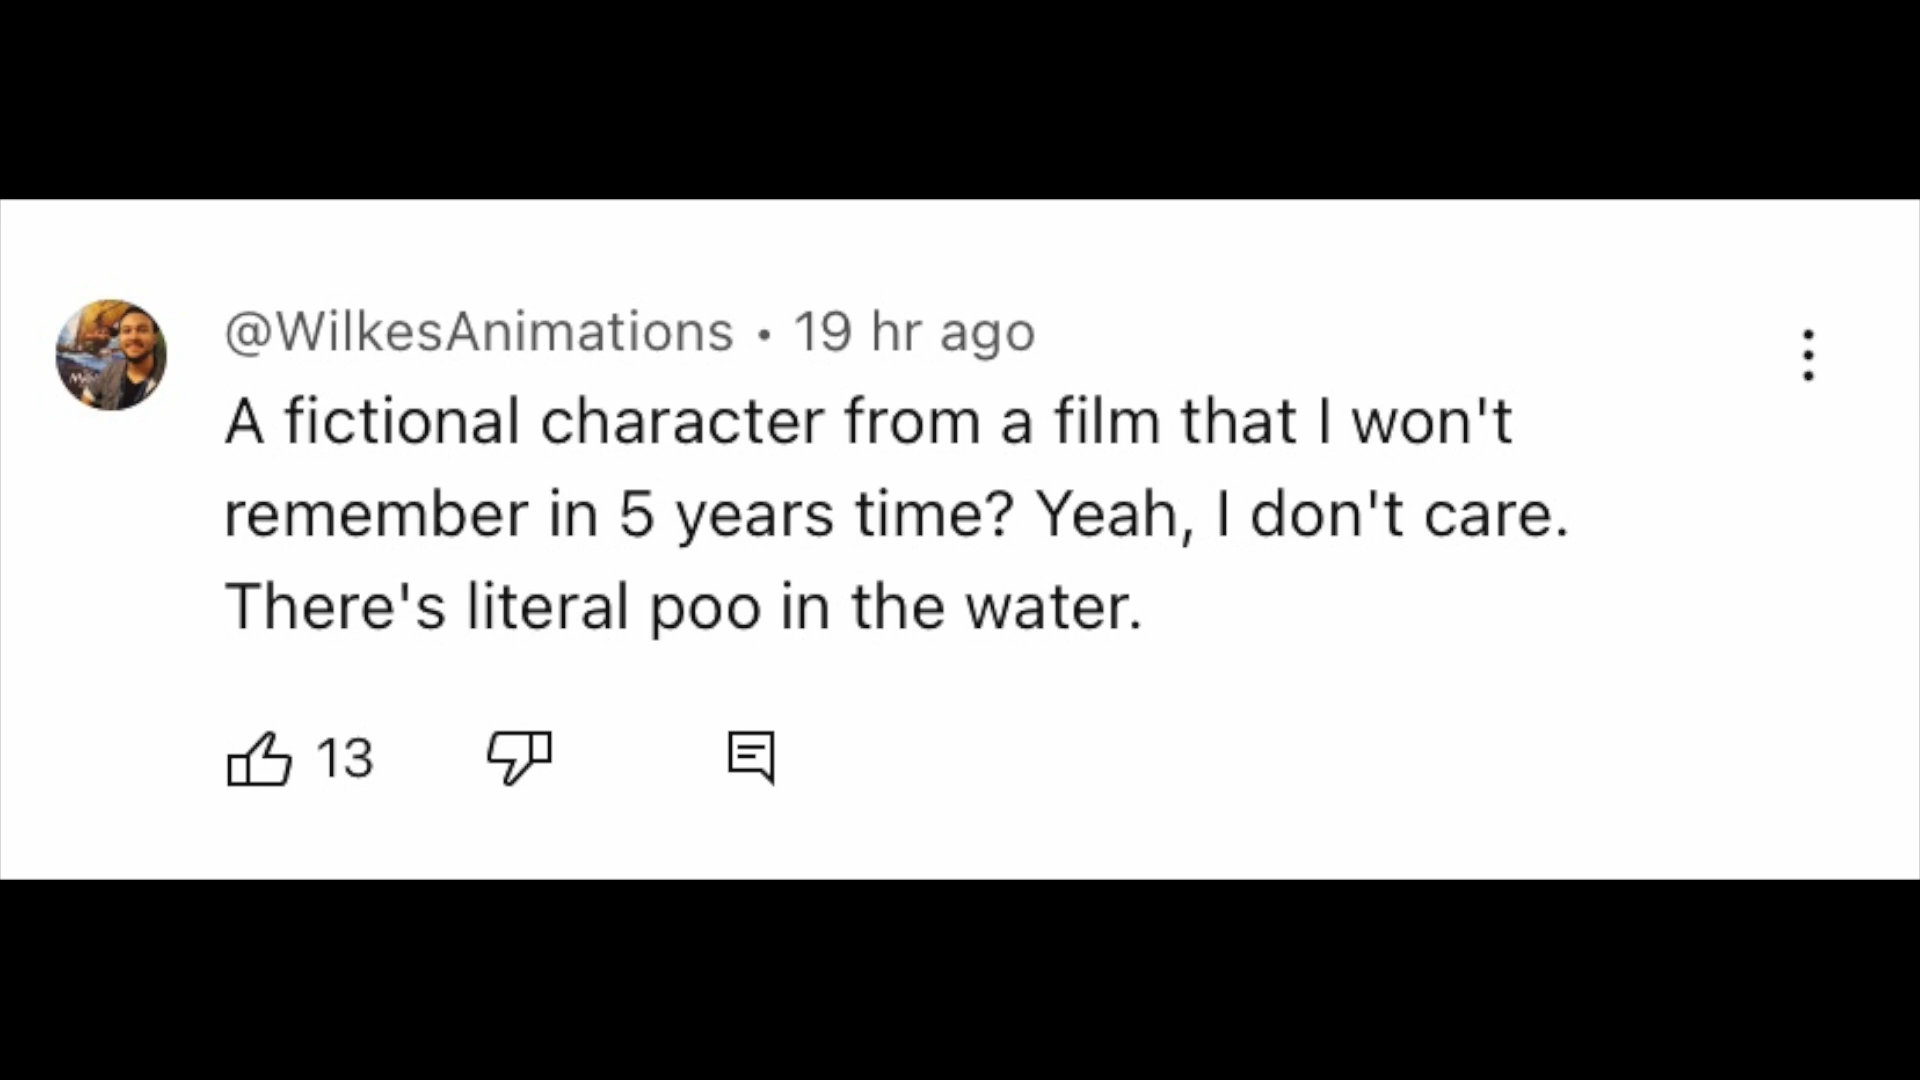 @WilkesAnimations • 19 hr ago
A fictional character from a film that I won't
remember in 5 years time? Yeah, I don't care.
There's literal poo in the water.
13